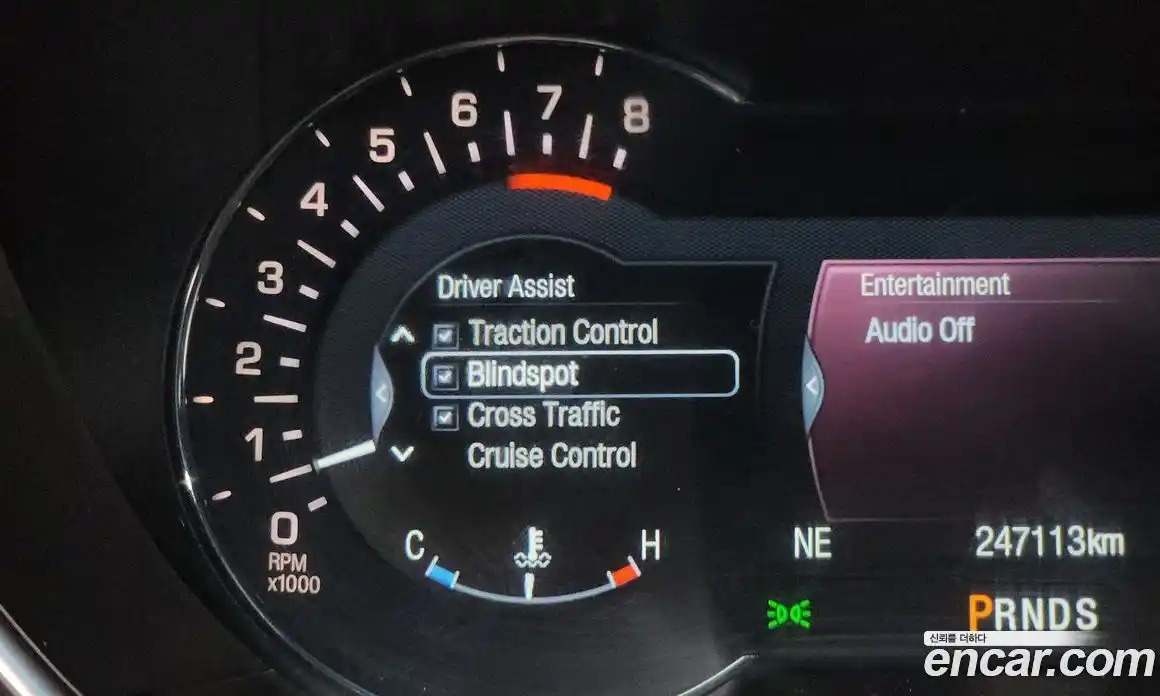 8
7
6
5
4
3
2
1
0
RPM
x1000
Driver Assist
Traction Control
Blindspot
Cross Traffic
Cruise Control
C
H
Entertainment
Audio Off
NE
247113km
PRNDS
신뢰를 더하다
encar.com